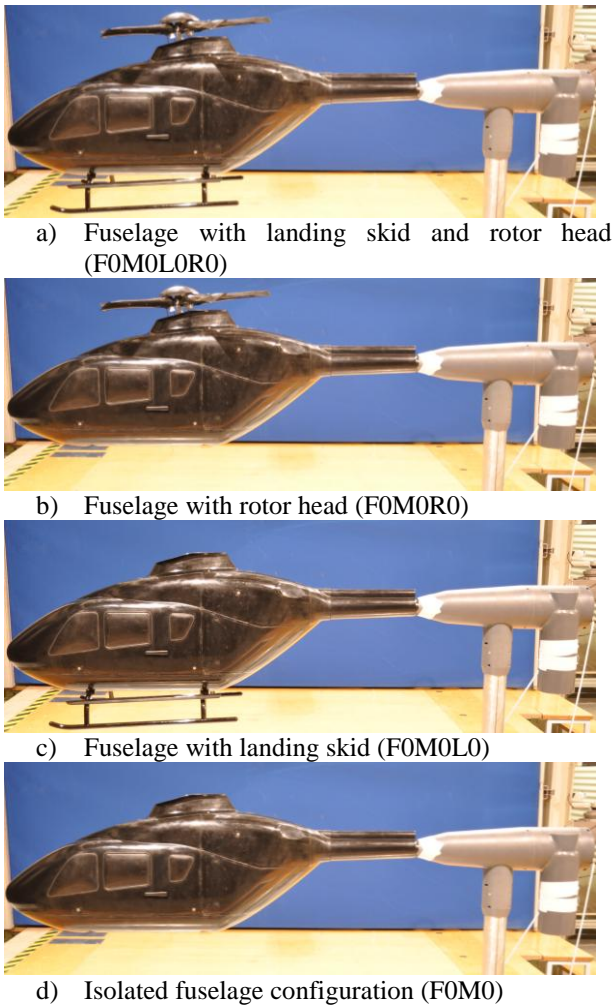 a) Fuselage with landing skid and rotor head
(F0M0L0R0)
b) Fuselage with rotor head (F0M0R0)
c) Fuselage with landing skid (F0M0L0)
d) Isolated fuselage configuration (F0M0)